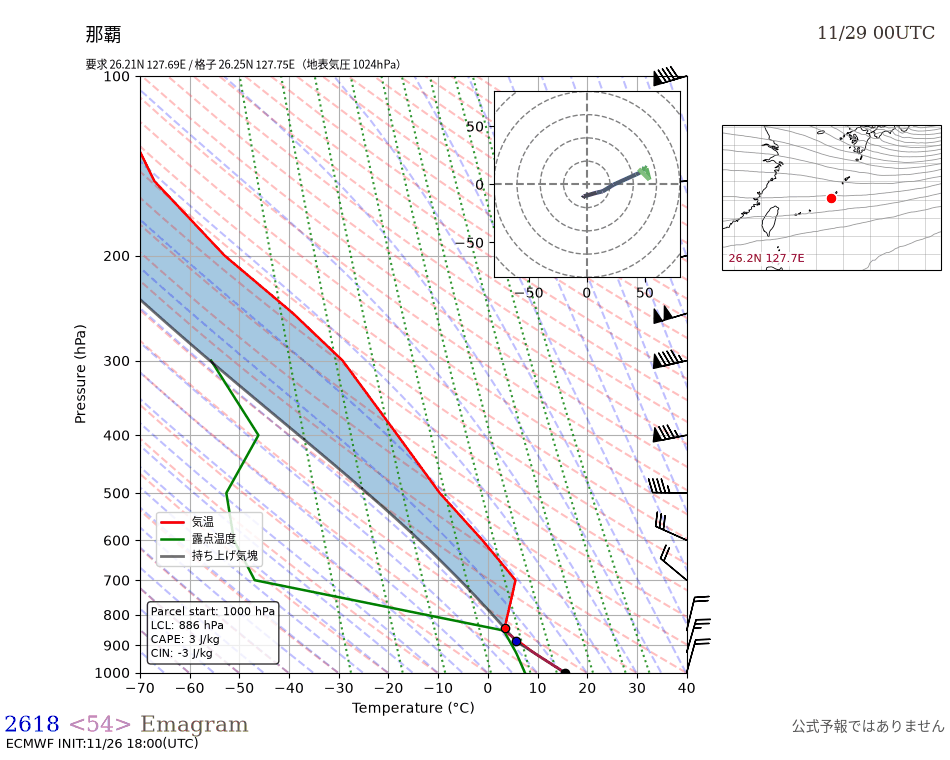 那覇
11/29 00UTC
要求 26.21N 127.69E / 格子 26.25N 127.75E（地表気圧 1024hPa）
100
200
300
400
500
600
700
800
900
1000
Pressure (hPa)
50
0
−50
−50 0 50
26.2N 127.7E
気温
露点温度
持ち上げ気塊
Parcel start: 1000 hPa
LCL: 886 hPa
CAPE: 3 J/kg
CIN: -3 J/kg
−70 −60 −50 −40 −30 −20 −10 0 10 20 30 40
Temperature (°C)
2618 <54> Emagram
公式予報ではありません
ECMWF INIT:11/26 18:00(UTC)